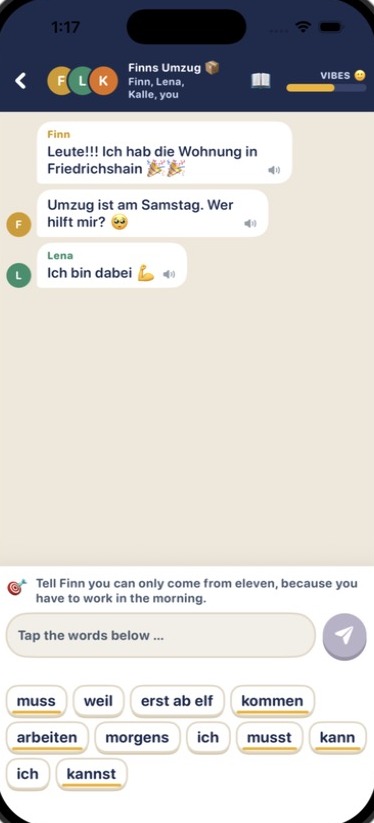 1:17
F L K
Finns Umzug 📦
Finn, Lena,
Kalle, you
VIBES 🙂
Finn
Leute!!! Ich hab die Wohnung in
Friedrichshain 🎉🎉
Umzug ist am Samstag. Wer
hilft mir? 🥺
F
Lena
Ich bin dabei 💪
L
Tell Finn you can only come from eleven, because you
have to work in the morning.
Tap the words below ...
muss weil erst ab elf kommen
arbeiten morgens ich musst kann
ich kannst